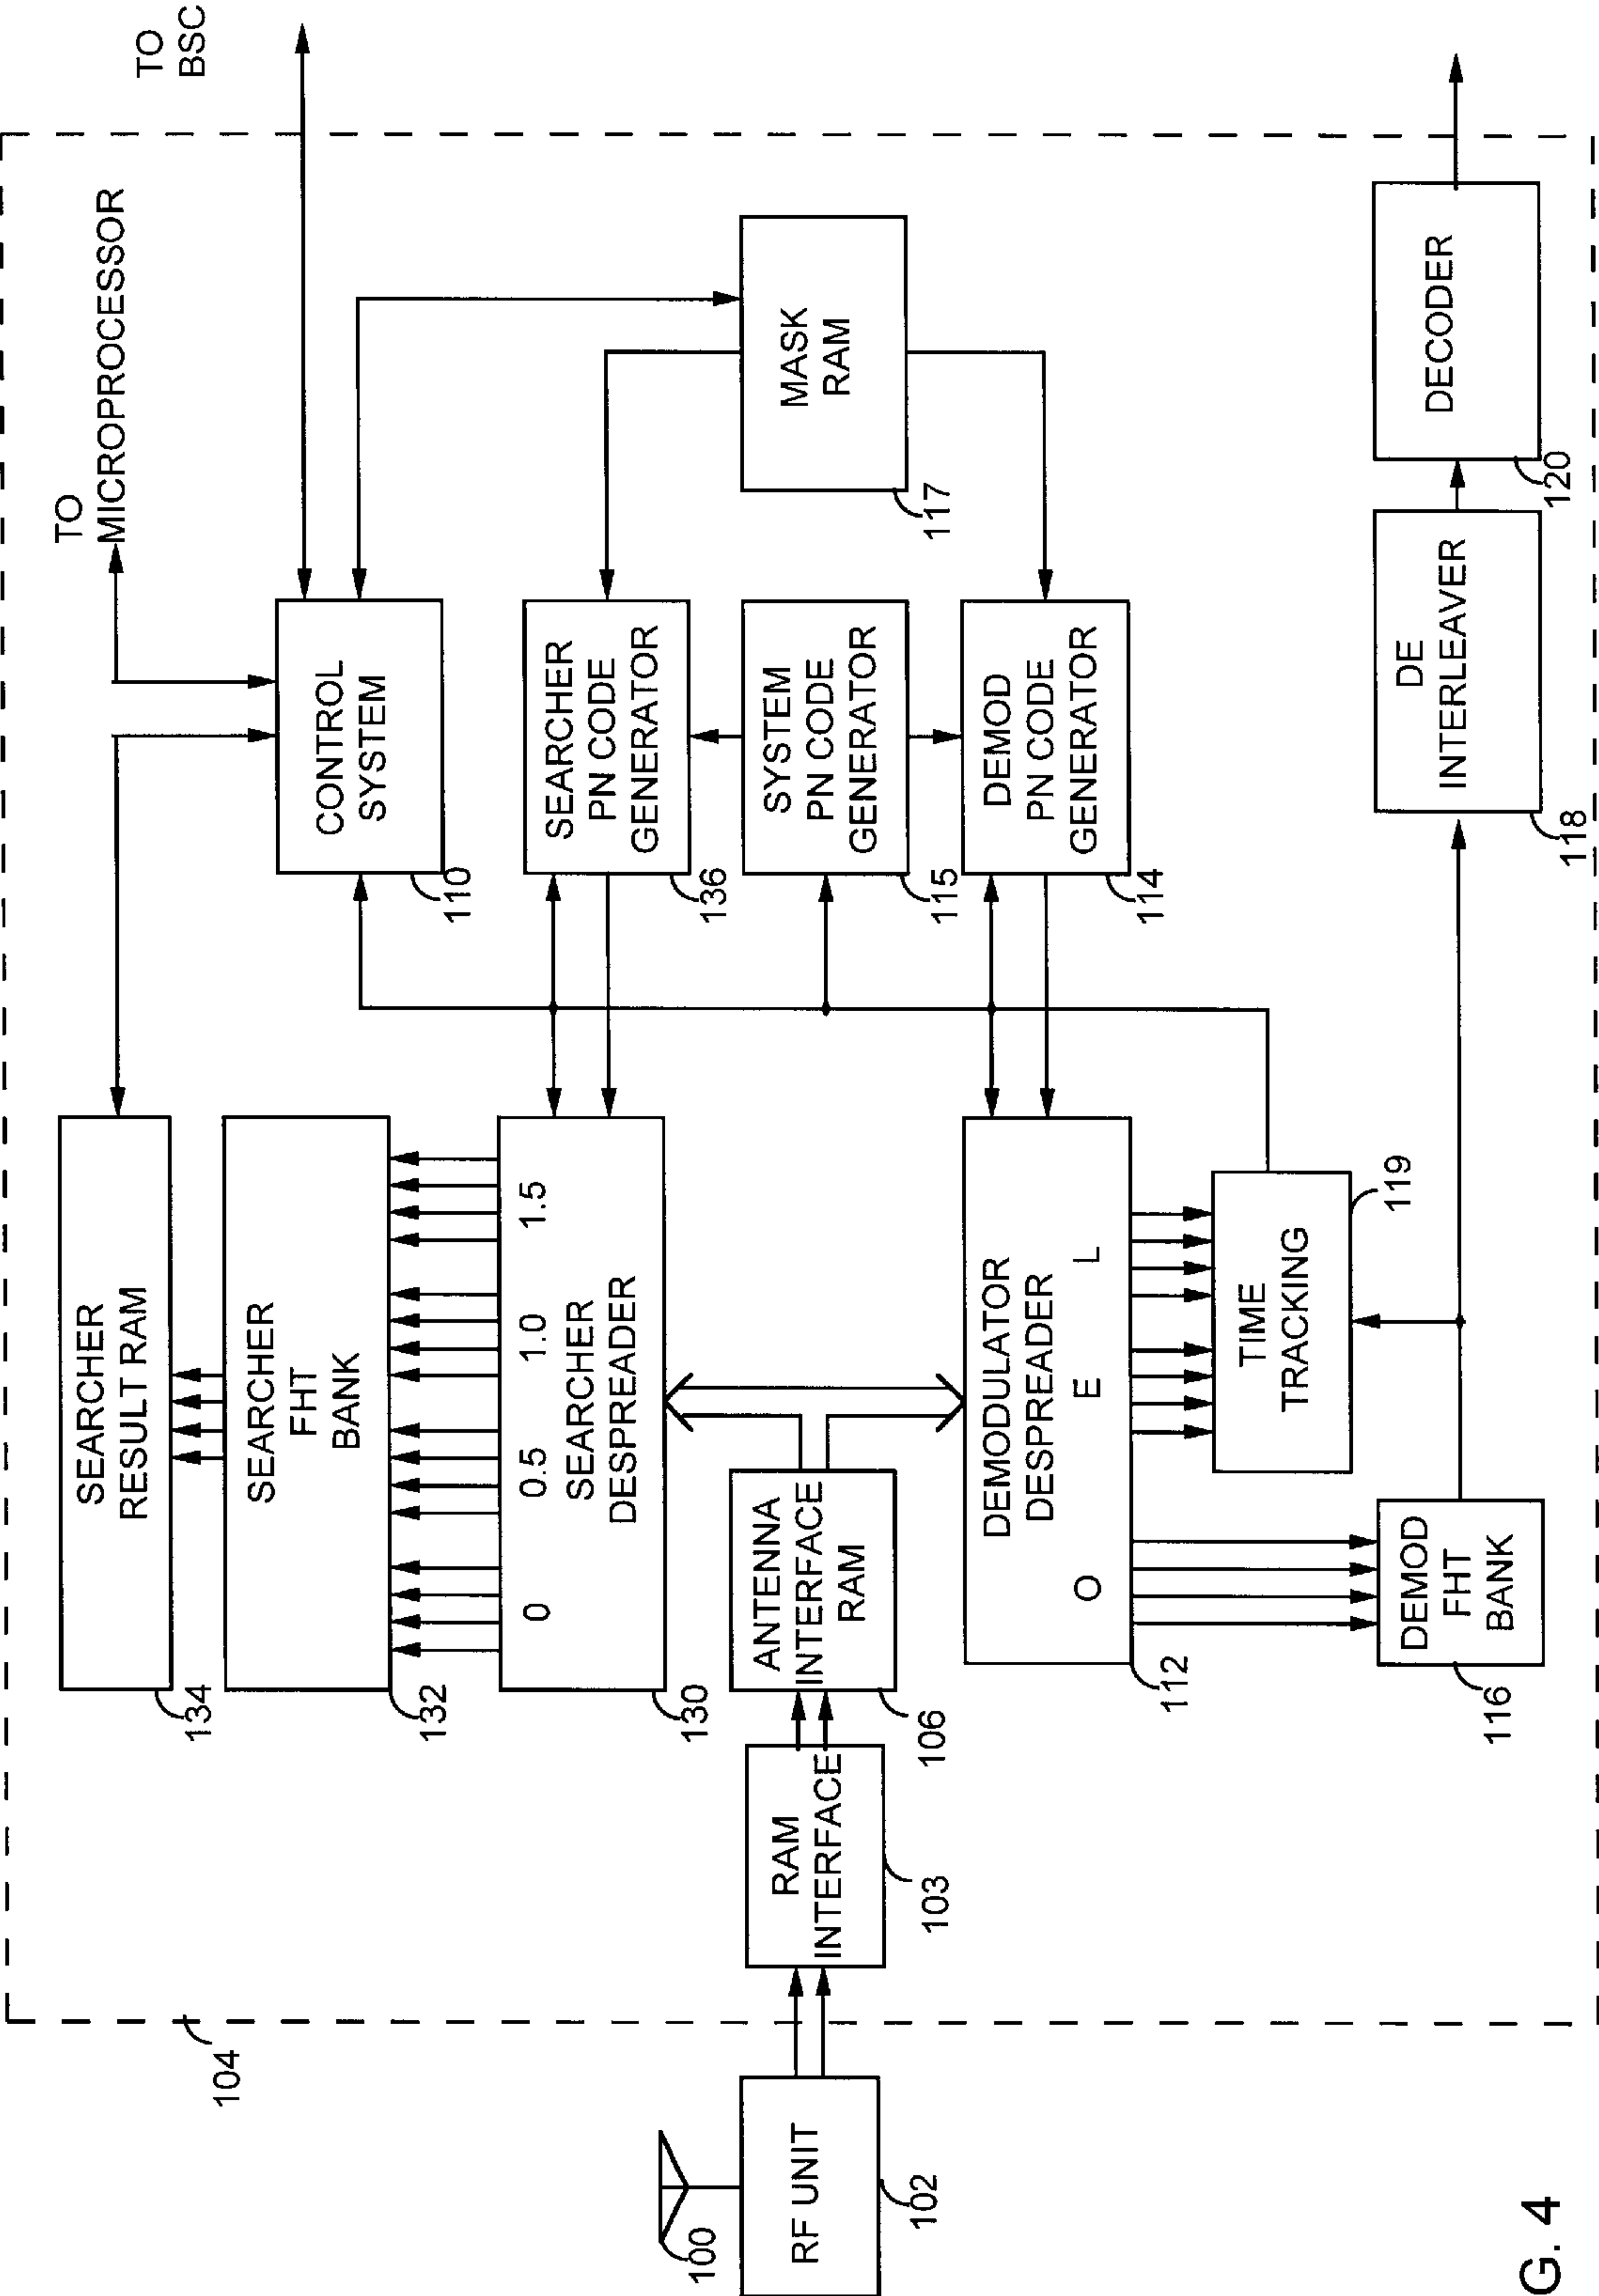 TO
BSC
TO
MICROPROCESSOR
SEARCHER
RESULT RAM
134
SEARCHER
FHT
BANK
132
CONTROL
SYSTEM
110
0
0.5
1.0
1.5
SEARCHER
DESPREADER
130
SEARCHER
PN CODE
GENERATOR
136
104
100
RF UNIT
102
RAM
INTERFACE
103
ANTENNA
INTERFACE
RAM
106
SYSTEM
PN CODE
GENERATOR
115
MASK
RAM
117
DEMODULATOR
DESPREADER
O
E
L
112
DEMOD
PN CODE
GENERATOR
114
TIME
TRACKING
119
DEMOD
FHT
BANK
116
DE
INTERLEAVER
118
DECODER
120
G. 4